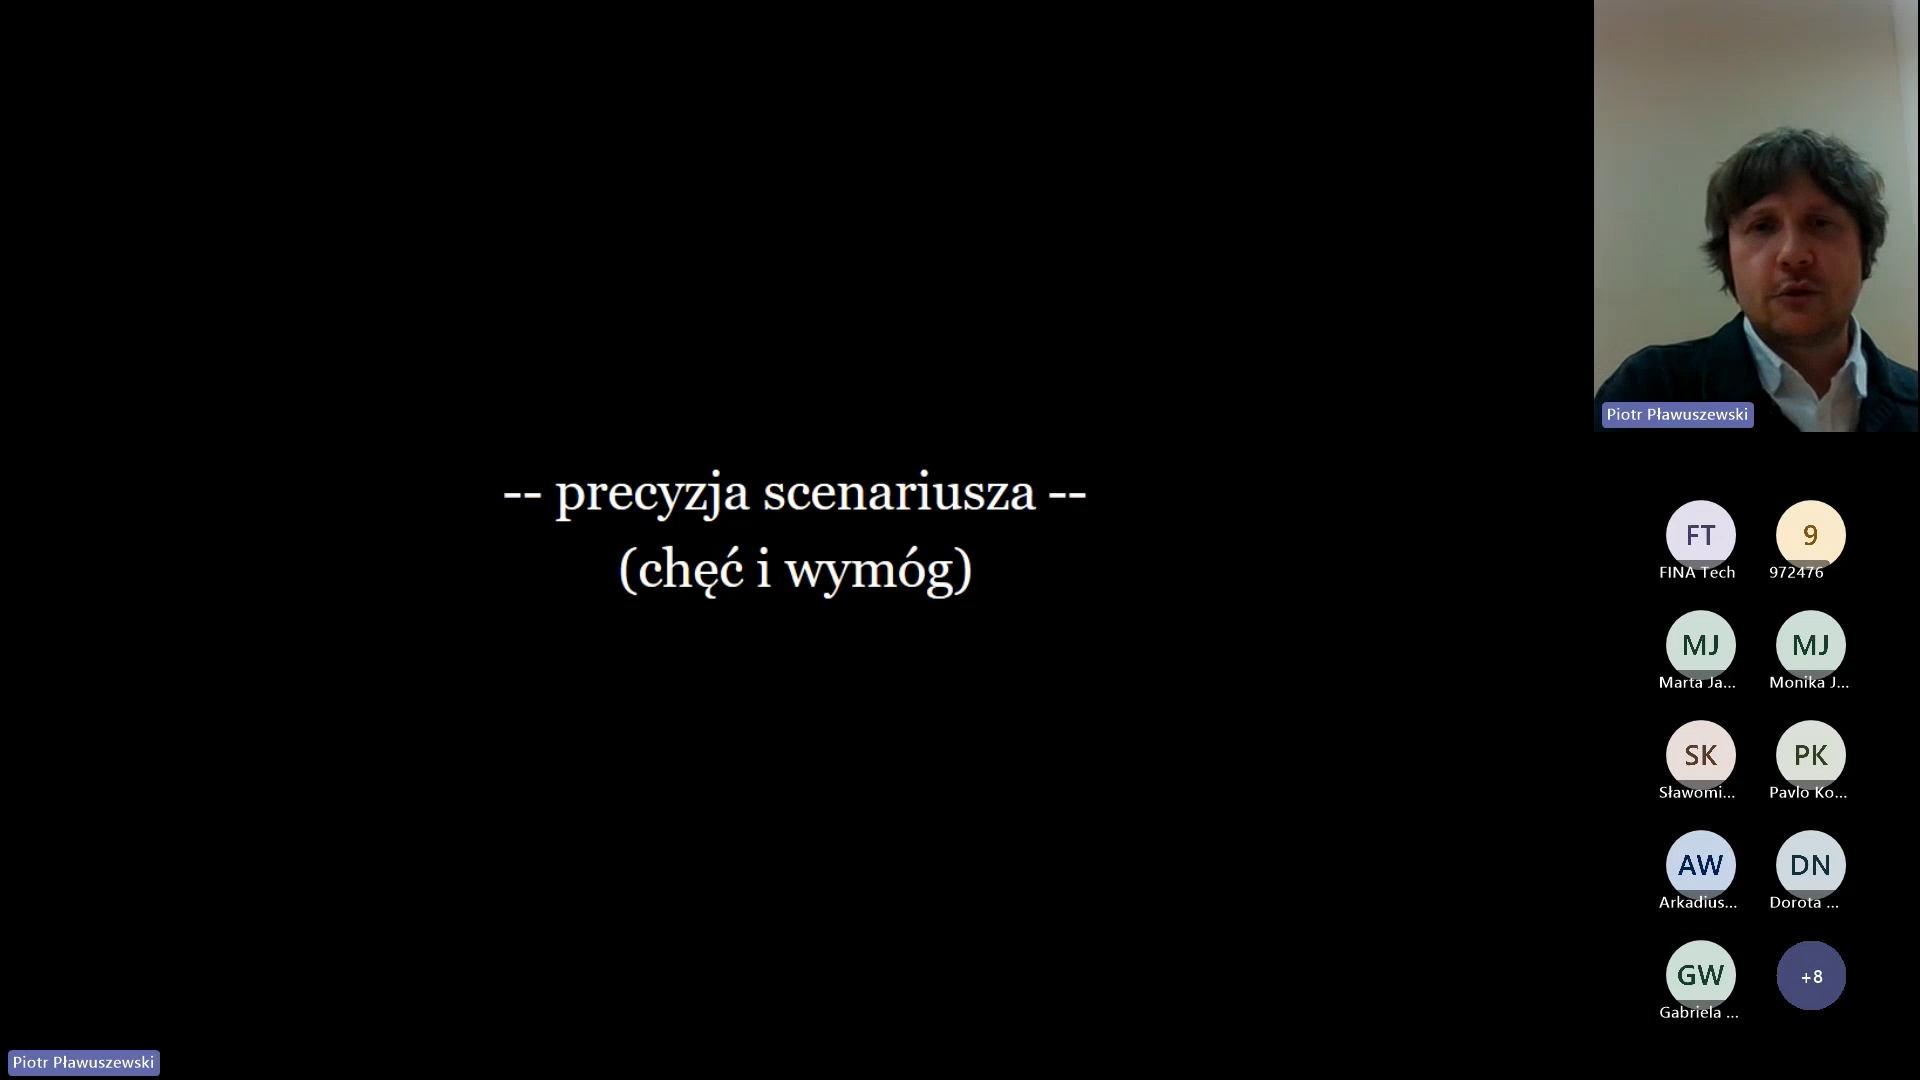 -- precyzja scenariusza --
(chęć i wymóg)
Piotr Pławuszewski
FT
FINA Tech
9
972476
MJ
Marta Ja...
MJ
Monika J...
SK
Sławomi...
PK
Pavlo Ko...
AW
Arkadius...
DN
Dorota ...
GW
Gabriela ...
+8
Piotr Pławuszewski